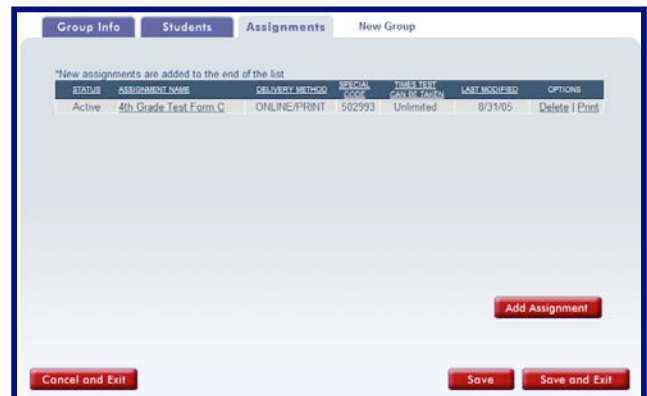 Group Info Students Assignments New Group
*New assignments are added to the end of the list.
STATUS ASSIGNMENT NAME DELIVERY METHOD SPECIAL CODE TIMES TEST CAN BE TAKEN LAST MODIFIED OPTIONS
Active 4th Grade Test Form C ONLINE/PRINT 502993 Unlimited 8/31/05 Delete | Print
Add Assignment
Cancel and Exit Save Save and Exit